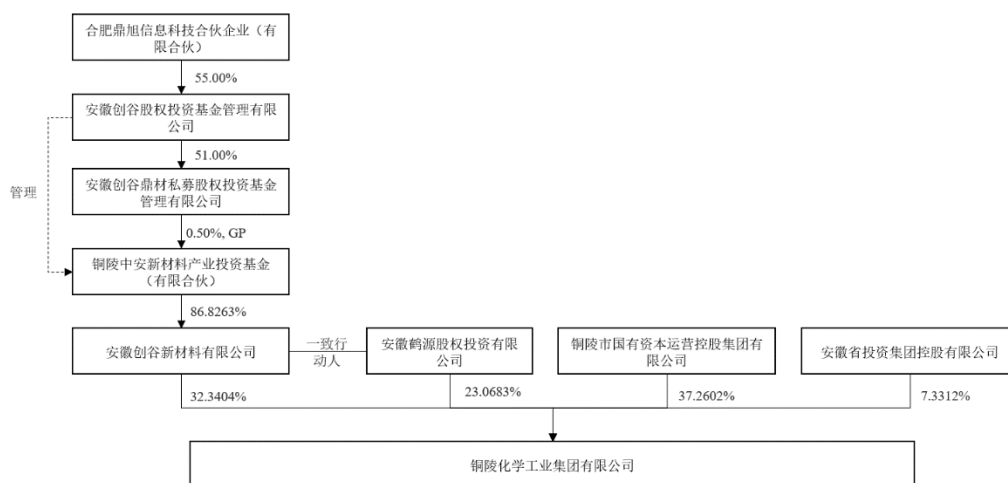 合肥鼎旭信息科技合伙企业（有
限合伙）
55.00%
安徽创谷股权投资基金管理有限
公司
51.00%
管理
安徽创谷鼎材私募股权投资基金
管理有限公司
0.50%, GP
铜陵中安新材料产业投资基金
（有限合伙）
86.8263%
安徽创谷新材料有限公司
一致行
动人
安徽鹤源股权投资有限
公司
铜陵市国有资本运营控股集团有
限公司
安徽省投资集团控股有限公司
32.3404%
23.0683%
37.2602%
7.3312%
铜陵化学工业集团有限公司